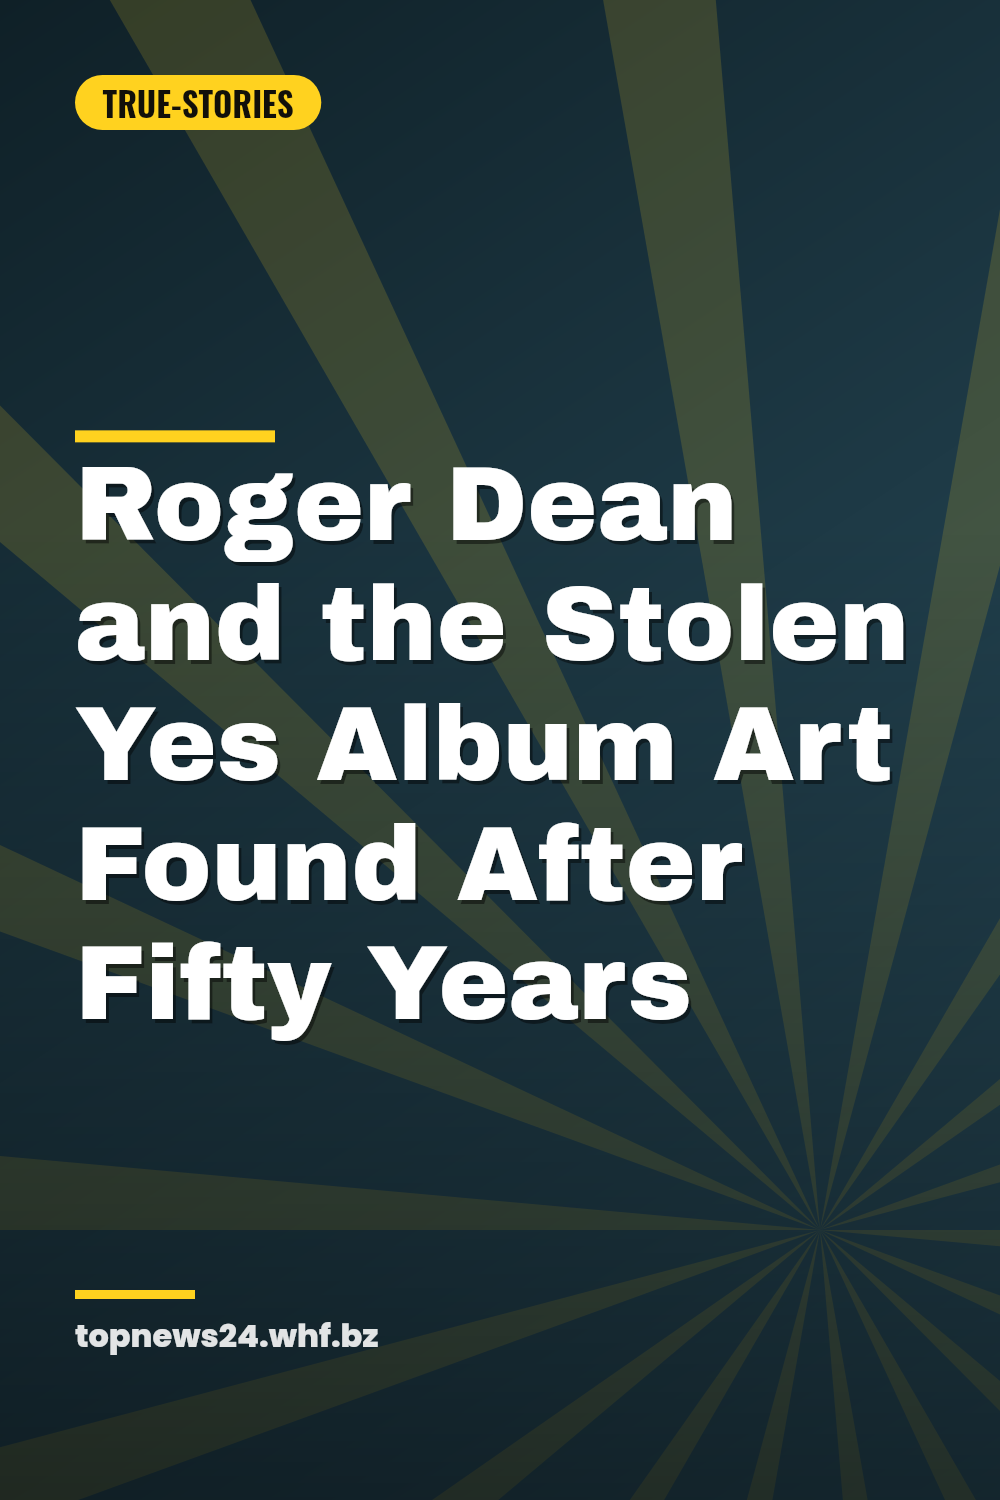 TRUE-STORIES
Roger Dean
and the Stolen
Yes Album Art
Found After
Fifty Years
topnews24.whf.bz